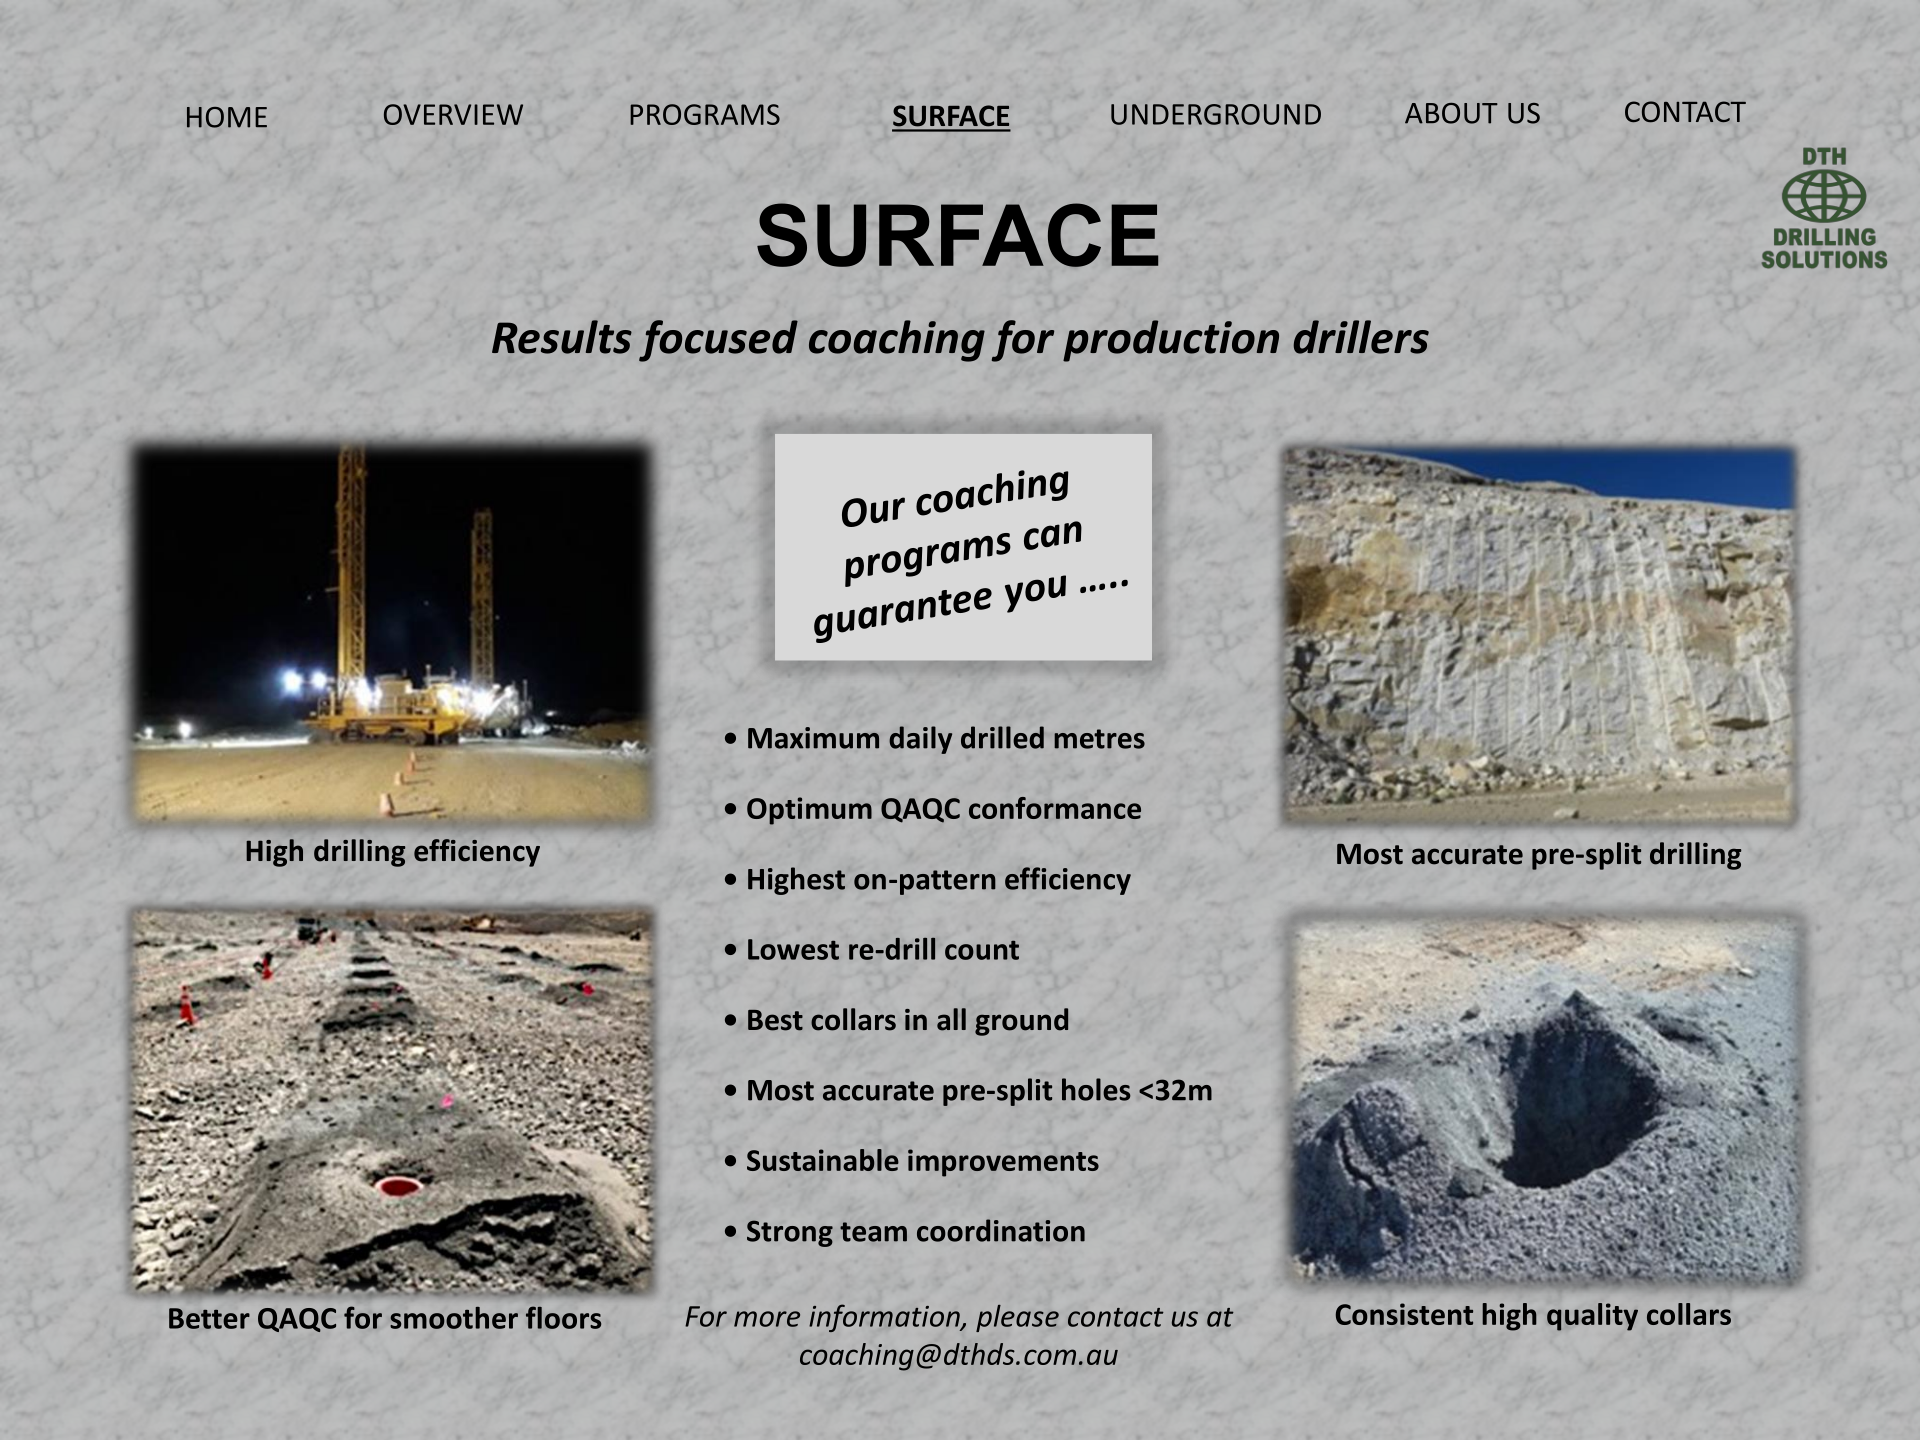 HOME OVERVIEW PROGRAMS SURFACE UNDERGROUND ABOUT US CONTACT
DTH
DRILLING
SOLUTIONS
SURFACE
Results focused coaching for production drillers
Our coaching
programs can
guarantee you …..
• Maximum daily drilled metres
• Optimum QAQC conformance
• Highest on-pattern efficiency
• Lowest re-drill count
• Best collars in all ground
• Most accurate pre-split holes <32m
• Sustainable improvements
• Strong team coordination
High drilling efficiency
Most accurate pre-split drilling
Better QAQC for smoother floors
Consistent high quality collars
For more information, please contact us at
coaching@dthds.com.au